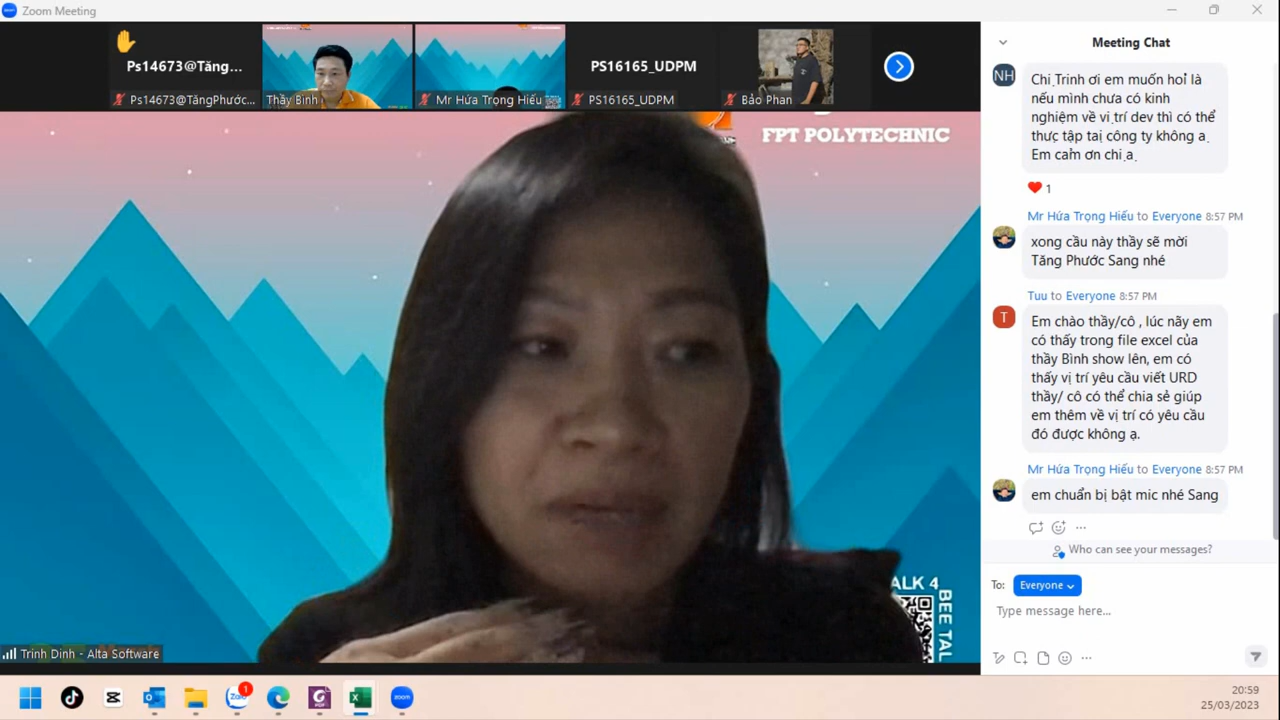 Zoom Meeting
Ps14673@Tăng...
Ps14673@TăngPhước...
Thầy Bình
Mr Hứa Trọng Hiếu
PS16165_UDPM
PS16165_UDPM
Bảo Phan
FPT POLYTECHNIC
ALK 4
BEE TAL
Trinh Dinh - Alta Software
Meeting Chat
NH
Chị Trinh ơi em muốn hỏi là
nếu mình chưa có kinh
nghiệm về vị trí dev thì có thể
thực tập tại công ty không ạ.
Em cảm ơn chị ạ.
1
Mr Hứa Trọng Hiếu to Everyone 8:57 PM
xong cầu này thầy sẽ mời
Tăng Phước Sang nhé
Tuu to Everyone 8:57 PM
T
Em chào thầy/cô , lúc nãy em
có thấy trong file excel của
thầy Bình show lên, em có
thấy vị trí yêu cầu viết URD
thầy/ cô có thể chia sẻ giúp
em thêm về vị trí có yêu cầu
đó được không ạ.
Mr Hứa Trọng Hiếu to Everyone 8:57 PM
em chuẩn bị bật mic nhé Sang
Who can see your messages?
To: Everyone
Type message here...
Zalo
1
zoom
20:59
25/03/2023